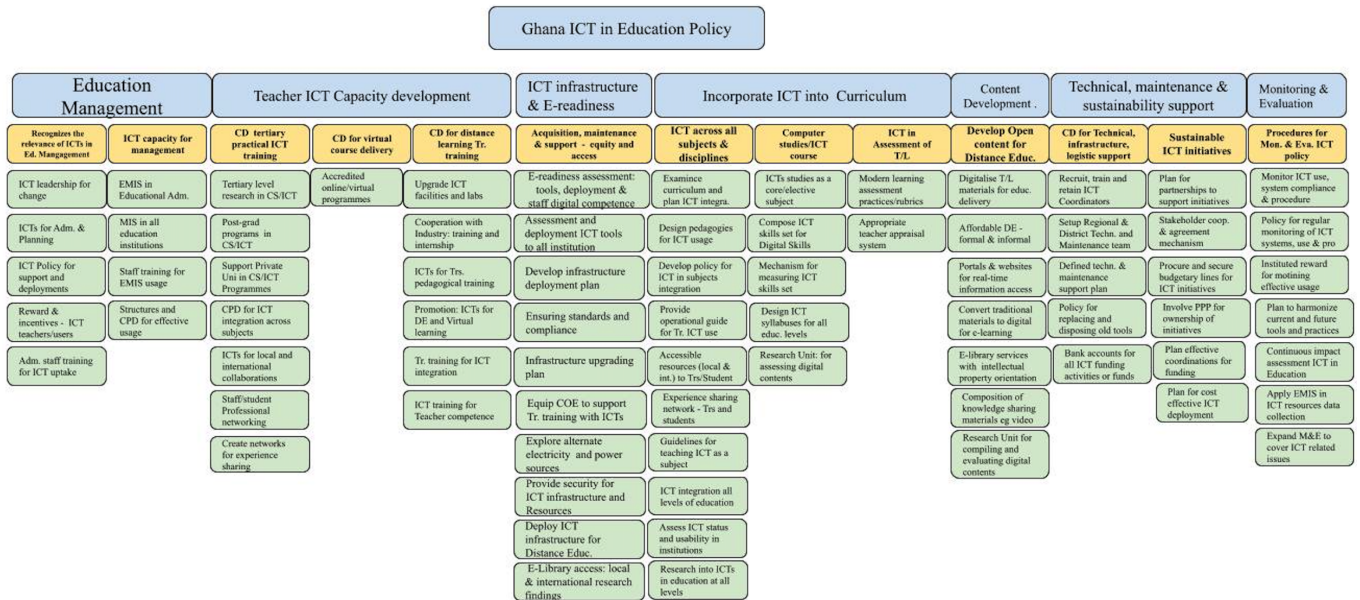 Ghana ICT in Education Policy
Education
Management
Teacher ICT Capacity development
ICT infrastructure
& E-readiness
Incorporate ICT into Curriculum
Content
Development .
Technical, maintenance &
sustainability support
Monitoring &
Evaluation
Recognizes the
relevance of ICTs in
Ed. Mangagement
ICT capacity for
management
CD tertiary
practical ICT
training
CD for virtual
course delivery
CD for distance
learning Tr.
training
Acquisition, maintenance
& support - equity and
access
ICT across all
subjects &
disciplines
Computer
studies/ICT
course
ICT in
Assessment of
T/L
Develop Open
content for
Distance Educ.
CD for Technical,
infrastructure,
logistic support
Sustainable
ICT initiatives
Procedures for
Mon. & Eva. ICT
policy
ICT leadership for
change
ICTs for Adm. &
Planning
ICT Policy for
support and
deployments
Reward &
incentives - ICT
teachers/users
Adm. staff training
for ICT uptake
EMIS in
Educational Adm.
MIS in all
education
institutions
Staff training for
EMIS usage
Structures and
CPD for effective
usage
Tertiary level
research in CS/ICT
Post-grad
programs in
CS/ICT
Support Private
Uni in CS/ICT
Programmes
CPD for ICT
integration across
subjects
ICTs for local and
international
collaborations
Staff/student
Professional
networking
Create networks
for experience
sharing
Accredited
online/virtual
programmes
Upgrade ICT
facilities and labs
Cooperation with
Industry: training and
internship
ICTs for Trs.
pedagogical training
Promotion: ICTs for
DE and Virtual
learning
Tr. training for ICT
integration
ICT training for
Teacher competence
E-readiness assessment:
tools, deployment &
staff digital competence
Assessment and
deployment ICT tools
to all institution
Develop infrastructure
deployment plan
Ensuring standards and
compliance
Infrastructure upgrading
plan
Equip COE to support
Tr. training with ICTs
Explore alternate
electricity and power
sources
Provide security for
ICT infrastructure and
Resources
Deploy ICT
infrastructure for
Distance Educ.
E-Library access: local
& international research
findings
Examince
curriculum and
plan ICT integra.
Design pedagogies
for ICT usage
Develop policy for
ICT in subjects
integration
Provide
operational guide
for Tr. ICT use
Accessible
resources (local &
int.) to Trs/Student
Experience sharing
network - Trs and
students
Guidelines for
teaching ICT as a
subject
ICT integration all
levels of education
Assess ICT status
and usability in
institutions
Research into ICTs
in education at all
levels
ICTs studies as a
core/elective
subject
Compose ICT
skills set for
Digital Skills
Mechanism for
measuring ICT
skills set
Design ICT
syllabuses for all
educ. levels
Research Unit: for
assessing digital
contents
Modern learning
assessment
practices/rubrics
Appropriate
teacher appraisal
system
Digitalise T/L
materials for educ.
delivery
Affordable DE -
formal & informal
Portals & websites
for real-time
information access
Convert traditional
materials to digital
for e-learning
E-library services
with intellectual
property orientation
Composition of
knowledge sharing
materials eg video
Research Unit for
compiling and
evaluating digital
contents
Recruit, train and
retain ICT
Coordinators
Setup Regional &
District Techn. and
Maintenance team
Defined techn. &
maintenance
support plan
Policy for
replacing and
disposing old tools
Bank accounts for
all ICT funding
activities or funds
Plan for
partnerships to
support initiatives
Stakeholder coop.
& agreement
mechanism
Procure and secure
budgetary lines for
ICT initiatives
Involve PPP for
ownership of
initiatives
Plan effective
coordinations for
funding
Plan for cost
effective ICT
deployment
Monitor ICT use,
system compliance
& procedure
Policy for regular
monitoring of ICT
systems, use & pro
Instituted reward
for motining
effective usage
Plan to harmonize
current and future
tools and practices
Continuous impact
assessment ICT in
Education
Apply EMIS in
ICT resources data
collection
Expand M&E to
cover ICT related
issues